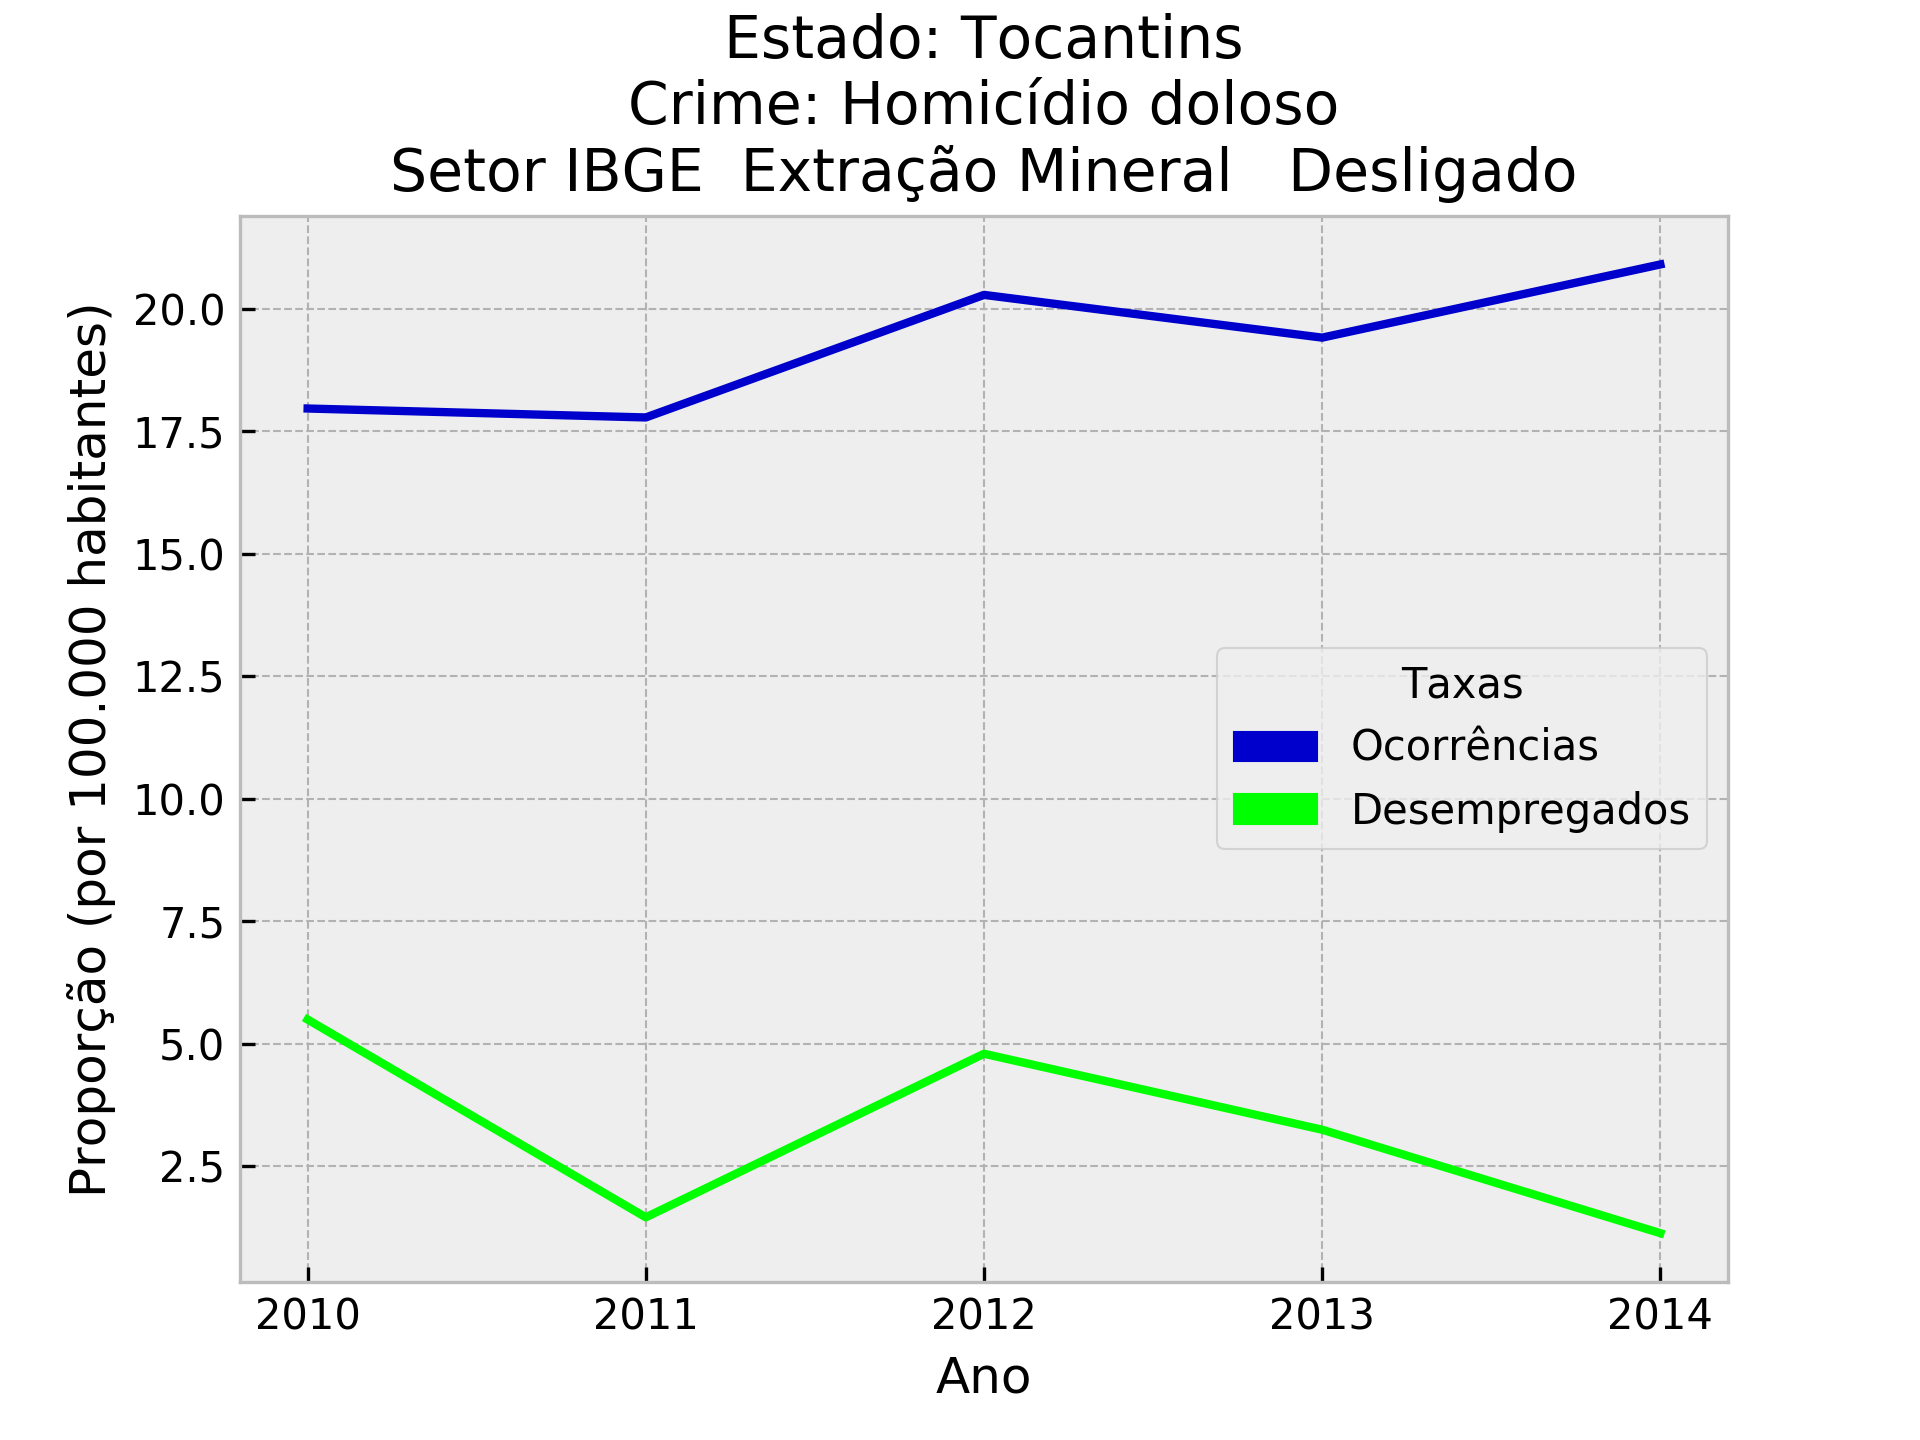 Estado: Tocantins
Crime: Homicídio doloso
Setor IBGE  Extração Mineral   Desligado
Proporção (por 100.000 habitantes)
20.0
17.5
15.0
12.5
10.0
7.5
5.0
2.5
Taxas
Ocorrências
Desempregados
2010 2011 2012 2013 2014
Ano